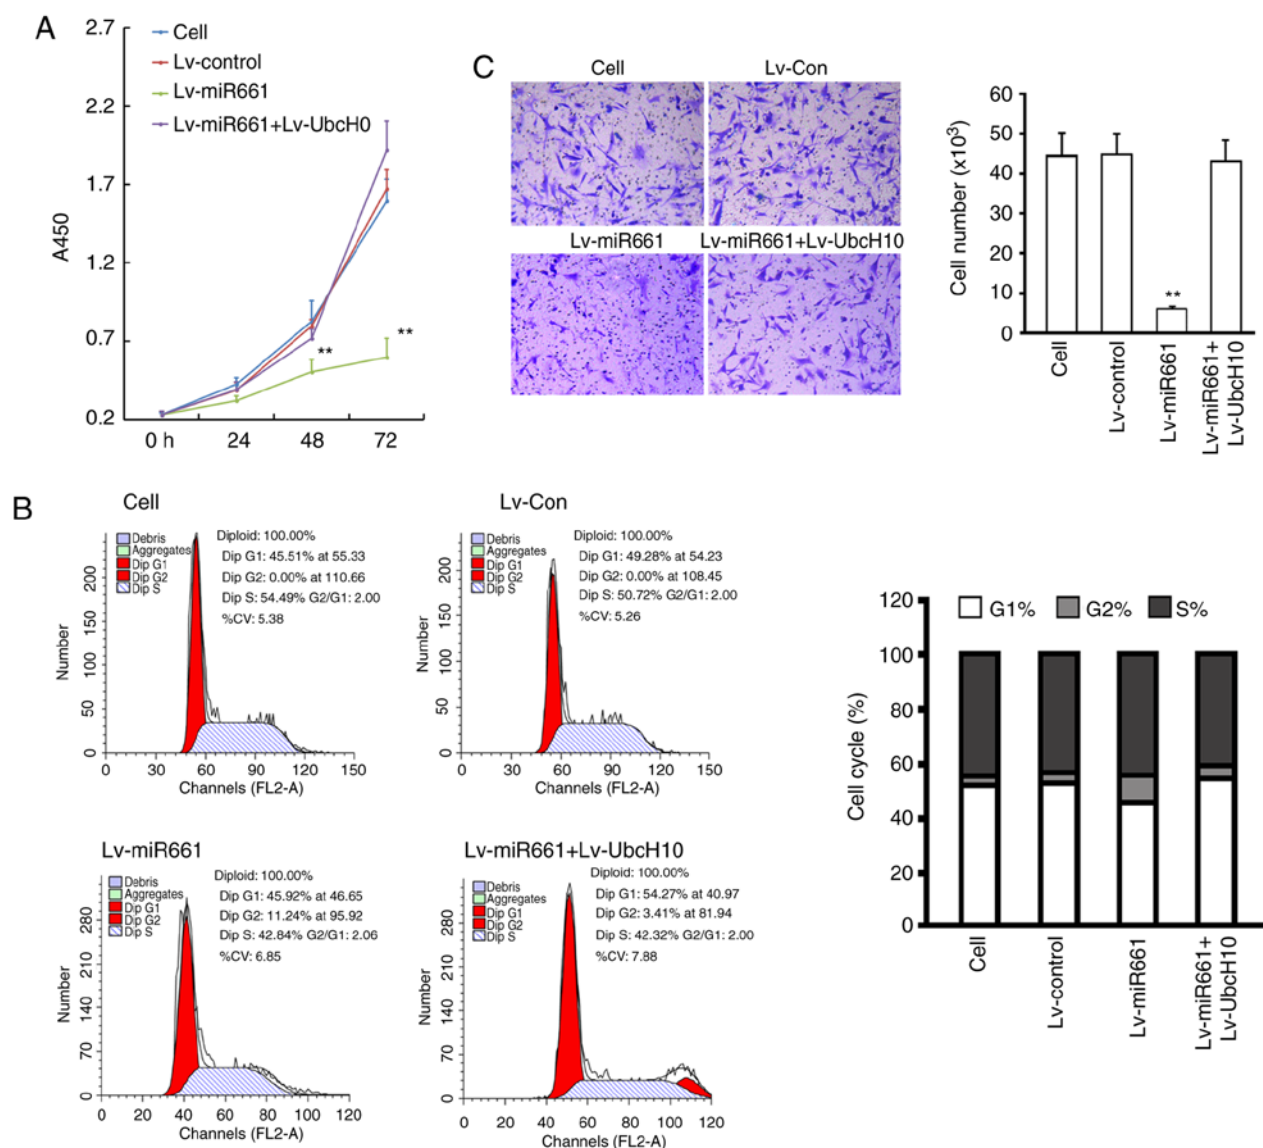 A
2.7
2.2
1.7
1.2
0.7
0.2
A450
Cell
Lv-control
Lv-miR661
Lv-miR661+Lv-UbcH0
**
**
0 h 24 48 72
C
Cell Lv-Con
Lv-miR661 Lv-miR661+Lv-UbcH10
Cell number (x10³)
60
50
40
30
20
10
0
**
Cell
Lv-control
Lv-miR661
Lv-miR661+
Lv-UbcH10
B
Cell
Debris
Aggregates
Dip G1
Dip G2
Dip S
Diploid: 100.00%
Dip G1: 45.51% at 55.33
Dip G2: 0.00% at 110.66
Dip S: 54.49% G2/G1: 2.00
%CV: 5.38
Number
200
150
100
50
0
0 30 60 90 120 150
Channels (FL2-A)
Lv-Con
Debris
Aggregates
Dip G1
Dip G2
Dip S
Diploid: 100.00%
Dip G1: 49.28% at 54.23
Dip G2: 0.00% at 108.45
Dip S: 50.72% G2/G1: 2.00
%CV: 5.26
Number
200
150
100
50
0
0 30 60 90 120 150
Channels (FL2-A)
Lv-miR661
Debris
Aggregates
Dip G1
Dip G2
Dip S
Diploid: 100.00%
Dip G1: 45.92% at 46.65
Dip G2: 11.24% at 95.92
Dip S: 42.84% G2/G1: 2.06
%CV: 6.85
Number
280
210
140
70
0
0 20 40 60 80 100 120
Channels (FL2-A)
Lv-miR661+Lv-UbcH10
Debris
Aggregates
Dip G1
Dip G2
Dip S
Diploid: 100.00%
Dip G1: 54.27% at 40.97
Dip G2: 3.41% at 81.94
Dip S: 42.32% G2/G1: 2.00
%CV: 7.88
Number
280
210
140
70
0
0 20 40 60 80 100 120
Channels (FL2-A)
G1% G2% S%
Cell cycle (%)
120
100
80
60
40
20
0
Cell
Lv-control
Lv-miR661
Lv-miR661+
Lv-UbcH10